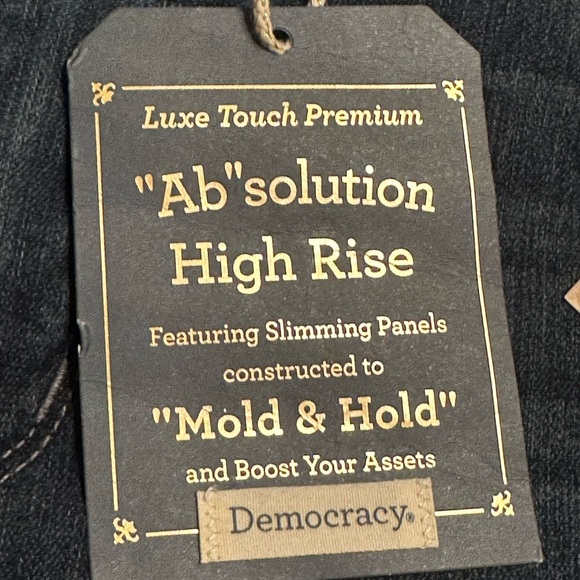 Luxe Touch Premium
"Ab"solution
High Rise
Featuring Slimming Panels
constructed to
"Mold & Hold"
and Boost Your Assets
Democracy®